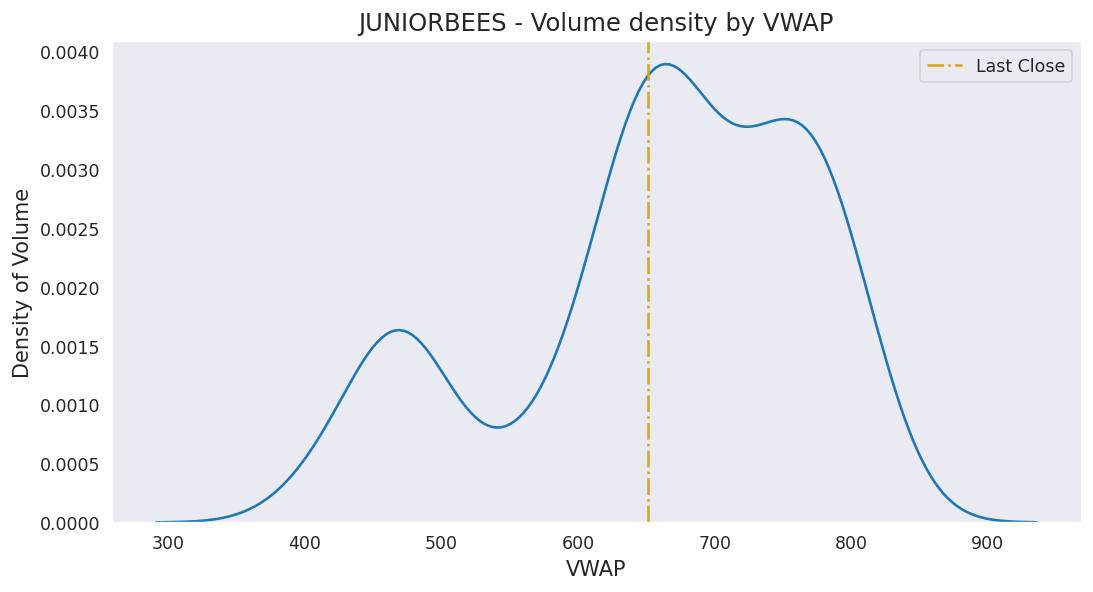 JUNIORBEES - Volume density by VWAP
Last Close
Density of Volume
0.0040
0.0035
0.0030
0.0025
0.0020
0.0015
0.0010
0.0005
0.0000
300 400 500 600 700 800 900
VWAP